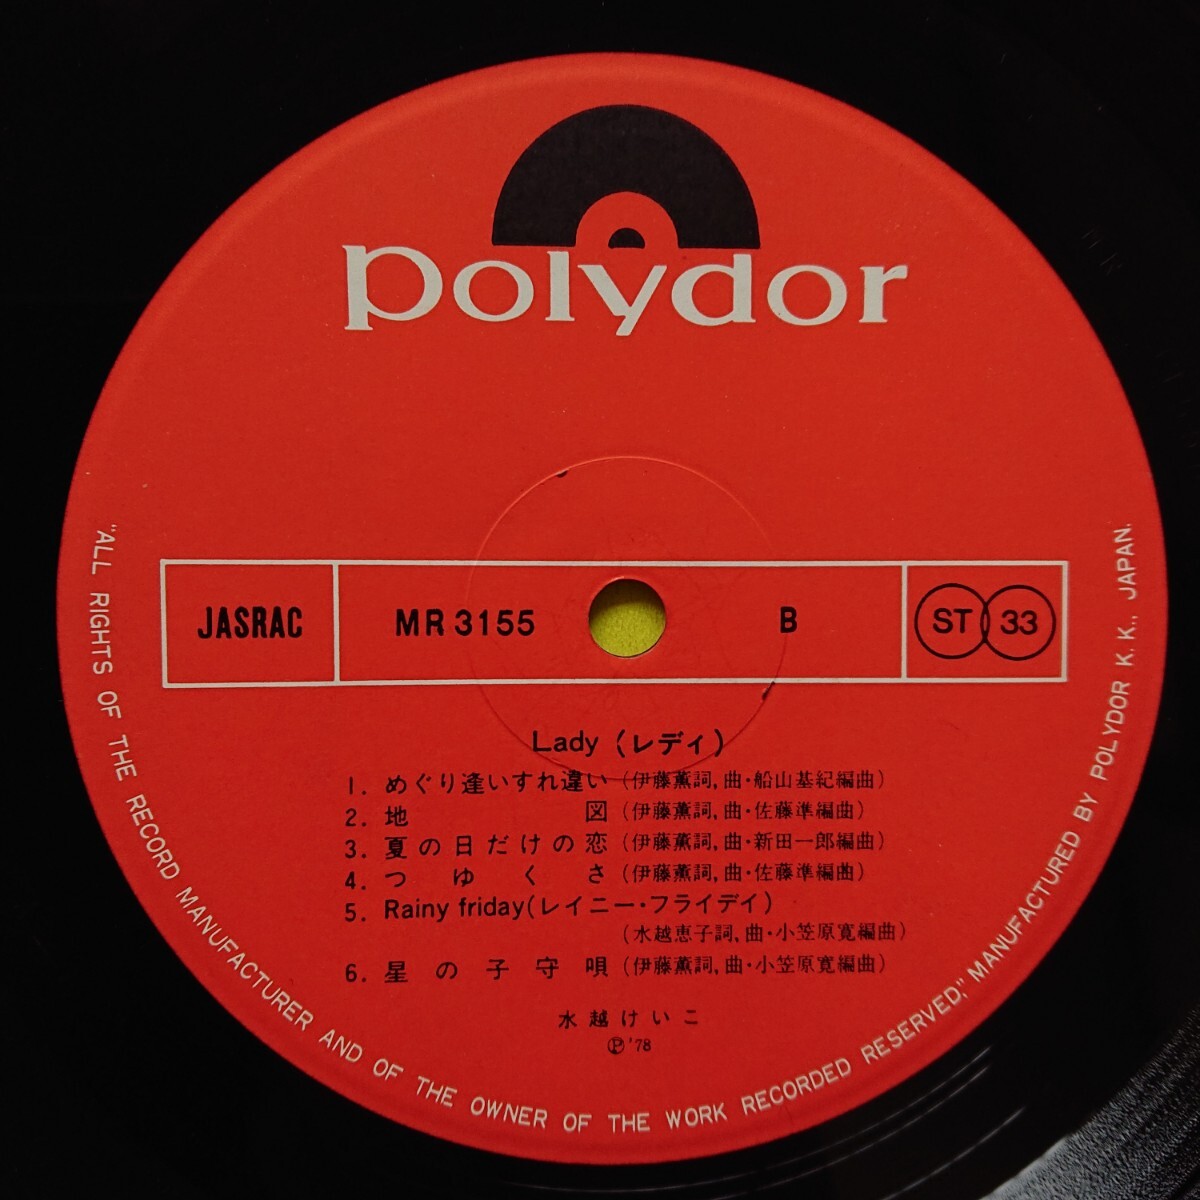 polydor
JASRAC MR 3155 B ST 33
Lady (レディ)
1. めぐり逢いすれ違い (伊藤薫詞, 曲・船山基紀編曲)
2. 地図 (伊藤薫詞, 曲・佐藤準編曲)
3. 夏の日だけの恋 (伊藤薫詞, 曲・新田一郎編曲)
4. つゆくさ (伊藤薫詞, 曲・佐藤準編曲)
5. Rainy friday (レイニー・フライデイ)
(水越恵子詞, 曲・小笠原寛編曲)
6. 星の子守唄 (伊藤薫詞, 曲・小笠原寛編曲)
水越けいこ
Ⓟ'78
"ALL RIGHTS OF THE RECORD MANUFACTURER AND OF THE OWNER OF THE WORK RECORDED RESERVED," MANUFACTURED BY POLYDOR K.K., JAPAN.